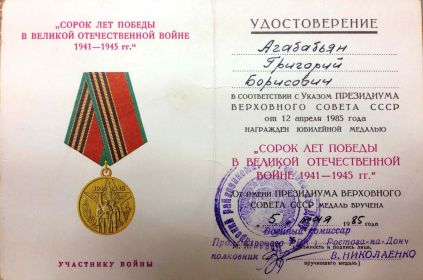 „СОРОК ЛЕТ ПОБЕДЫ
В ВЕЛИКОЙ ОТЕЧЕСТВЕННОЙ ВОЙНЕ
1941—1945 гг.“
УЧАСТНИКУ ВОЙНЫ
УДОСТОВЕРЕНИЕ
Агабабьян
Григорий
Борисович
В СООТВЕТСТВИИ С УКАЗОМ ПРЕЗИДИУМА
ВЕРХОВНОГО СОВЕТА СССР
от 12 апреля 1985 года
НАГРАЖДЕН ЮБИЛЕЙНОЙ МЕДАЛЬЮ
„СОРОК ЛЕТ ПОБЕДЫ
В ВЕЛИКОЙ ОТЕЧЕСТВЕННОЙ
ВОЙНЕ 1941—1945 гг.“
От имени ПРЕЗИДИУМА ВЕРХОВНОГО
СОВЕТА СССР МЕДАЛЬ ВРУЧЕНА
5 мая 1985 г.
Военный комиссар
г. Ростова-на-Дону
полковник В. НИКОЛАЕНКО